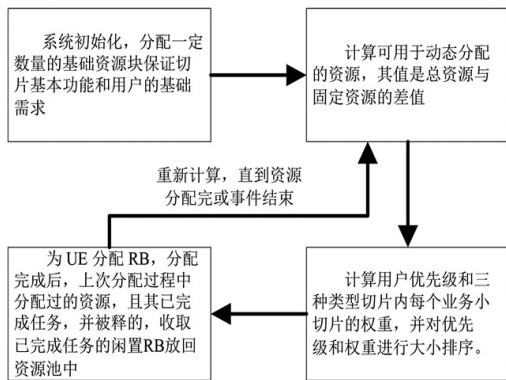 系统初始化，分配一定
数量的基础资源块保证切
片基本功能和用户的基础
需求
计算可用于动态分配
的资源，其值是总资源与
固定资源的差值
重新计算，直到资源
分配完或事件结束
为 UE 分配 RB，分配
完成后，上次分配过程中
分配过的资源，且其已完
成任务，并被释的，收取
已完成任务的闲置RB放回
资源池中
计算用户优先级和三
种类型切片内每个业务小
切片的权重，并对优先
级和权重进行大小排序。